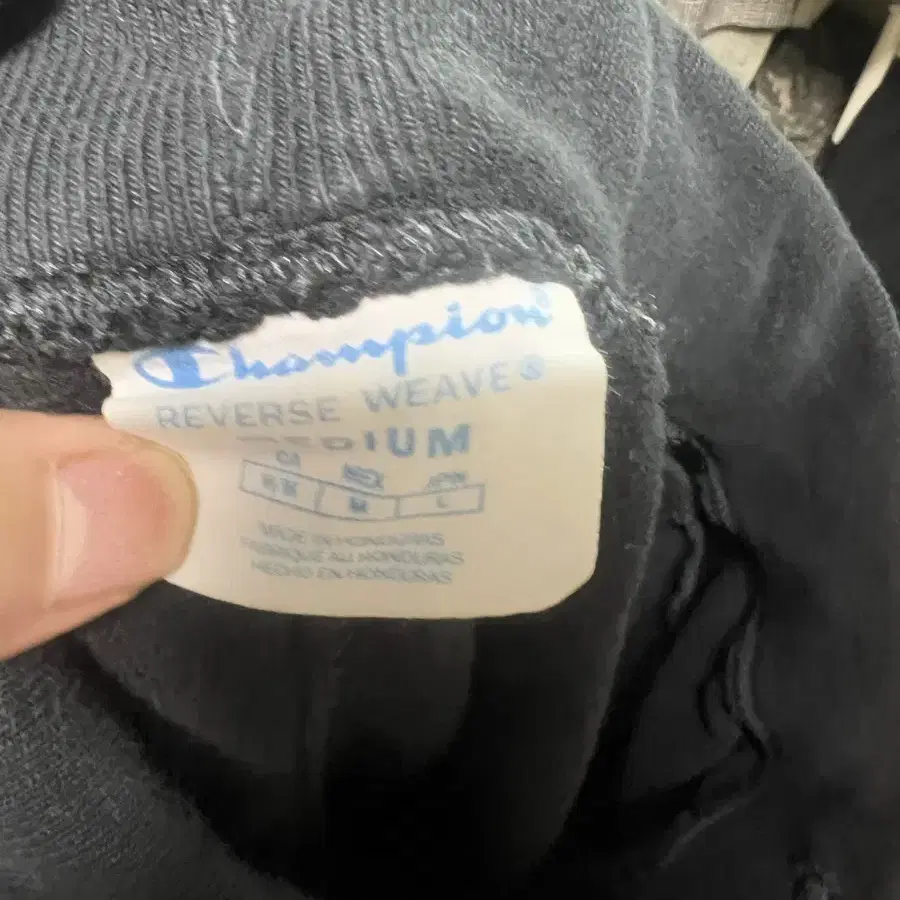 Champion
REVERSE WEAVE®
MEDIUM
M L
MADE IN HONDURAS
FABRIQUE AU HONDURAS
HECHO EN HONDURAS